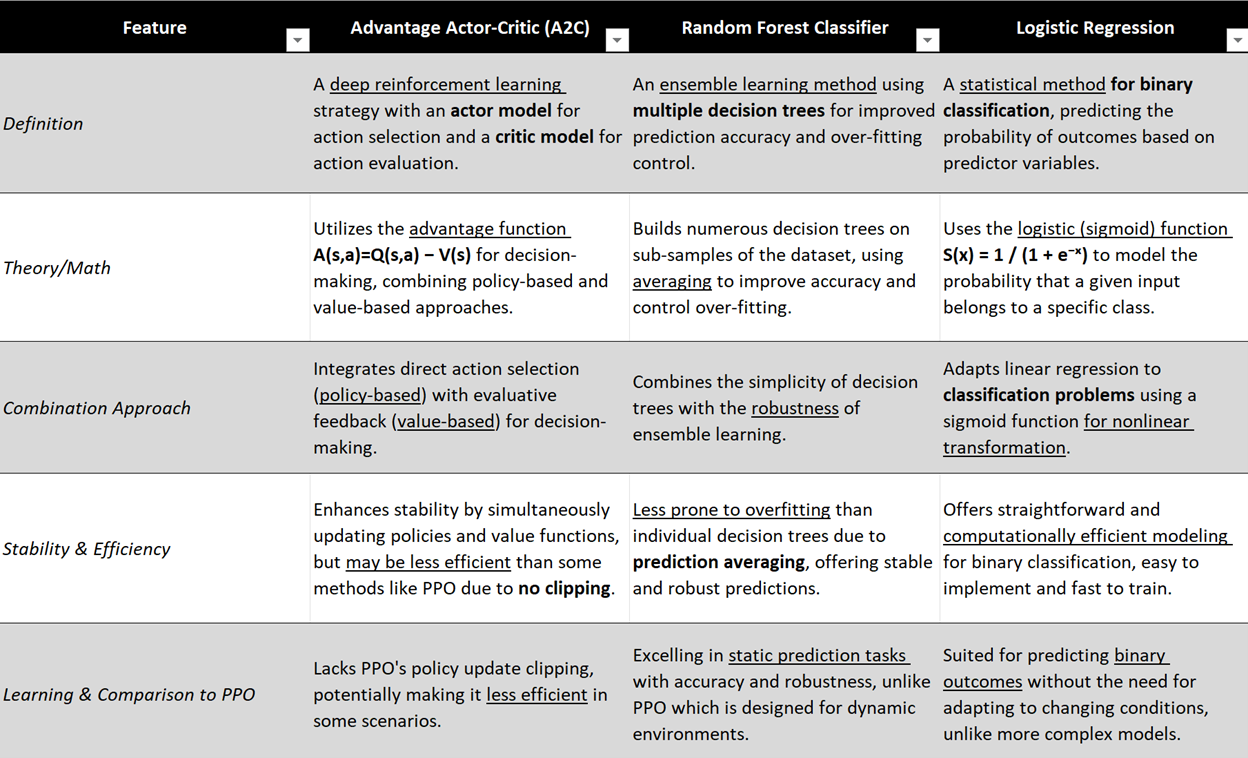 Feature
Advantage Actor-Critic (A2C)
Random Forest Classifier
Logistic Regression
Definition
A deep reinforcement learning
strategy with an actor model for
action selection and a critic model for
action evaluation.
An ensemble learning method using
multiple decision trees for improved
prediction accuracy and over-fitting
control.
A statistical method for binary
classification, predicting the
probability of outcomes based on
predictor variables.
Theory/Math
Utilizes the advantage function
A(s,a)=Q(s,a) − V(s) for decision-
making, combining policy-based and
value-based approaches.
Builds numerous decision trees on
sub-samples of the dataset, using
averaging to improve accuracy and
control over-fitting.
Uses the logistic (sigmoid) function
S(x) = 1 / (1 + e⁻ˣ) to model the
probability that a given input
belongs to a specific class.
Combination Approach
Integrates direct action selection
(policy-based) with evaluative
feedback (value-based) for decision-
making.
Combines the simplicity of decision
trees with the robustness of
ensemble learning.
Adapts linear regression to
classification problems using a
sigmoid function for nonlinear
transformation.
Stability & Efficiency
Enhances stability by simultaneously
updating policies and value functions,
but may be less efficient than some
methods like PPO due to no clipping.
Less prone to overfitting than
individual decision trees due to
prediction averaging, offering stable
and robust predictions.
Offers straightforward and
computationally efficient modeling
for binary classification, easy to
implement and fast to train.
Learning & Comparison to PPO
Lacks PPO's policy update clipping,
potentially making it less efficient in
some scenarios.
Excelling in static prediction tasks
with accuracy and robustness, unlike
PPO which is designed for dynamic
environments.
Suited for predicting binary
outcomes without the need for
adapting to changing conditions,
unlike more complex models.